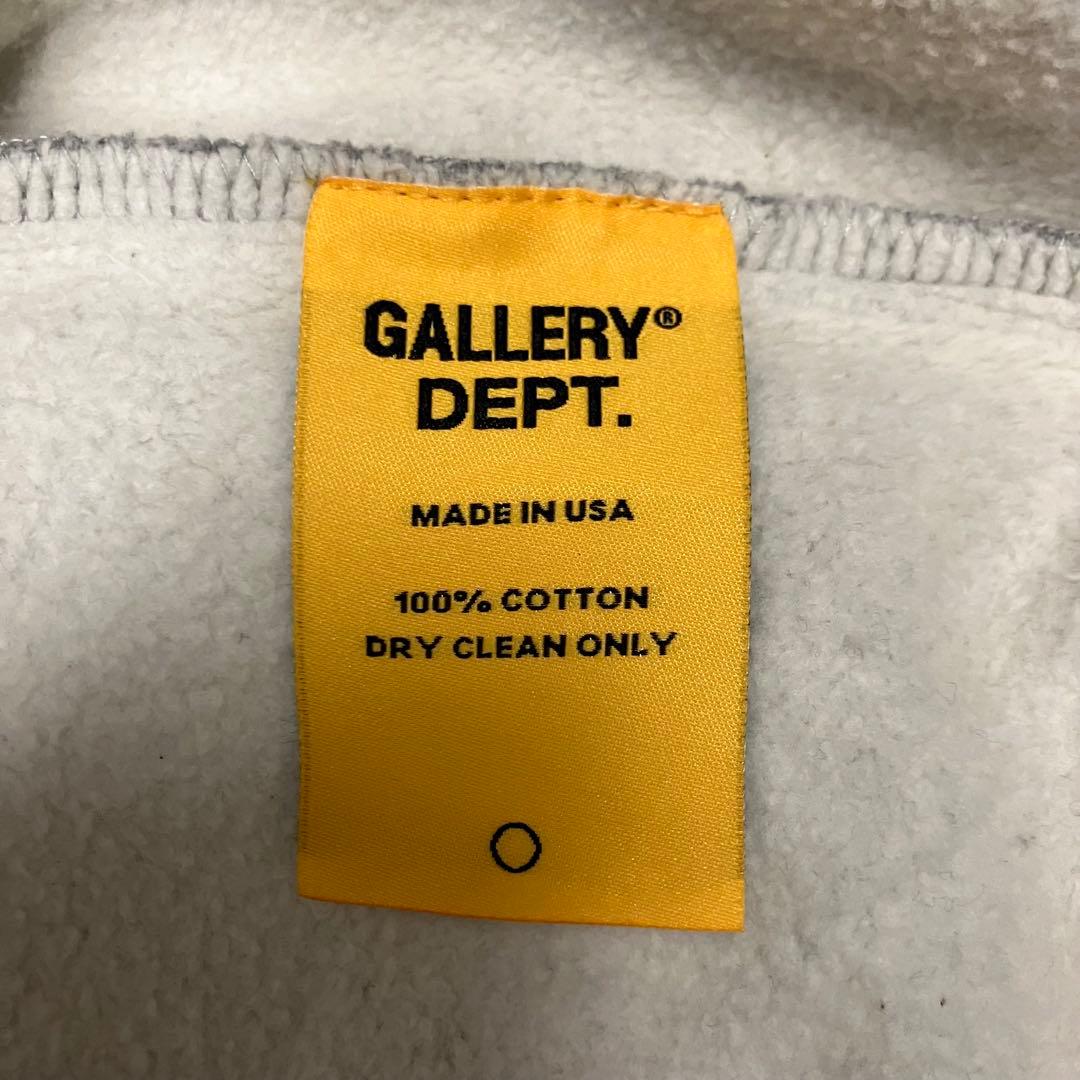 GALLERY®
DEPT.
MADE IN USA
100% COTTON
DRY CLEAN ONLY